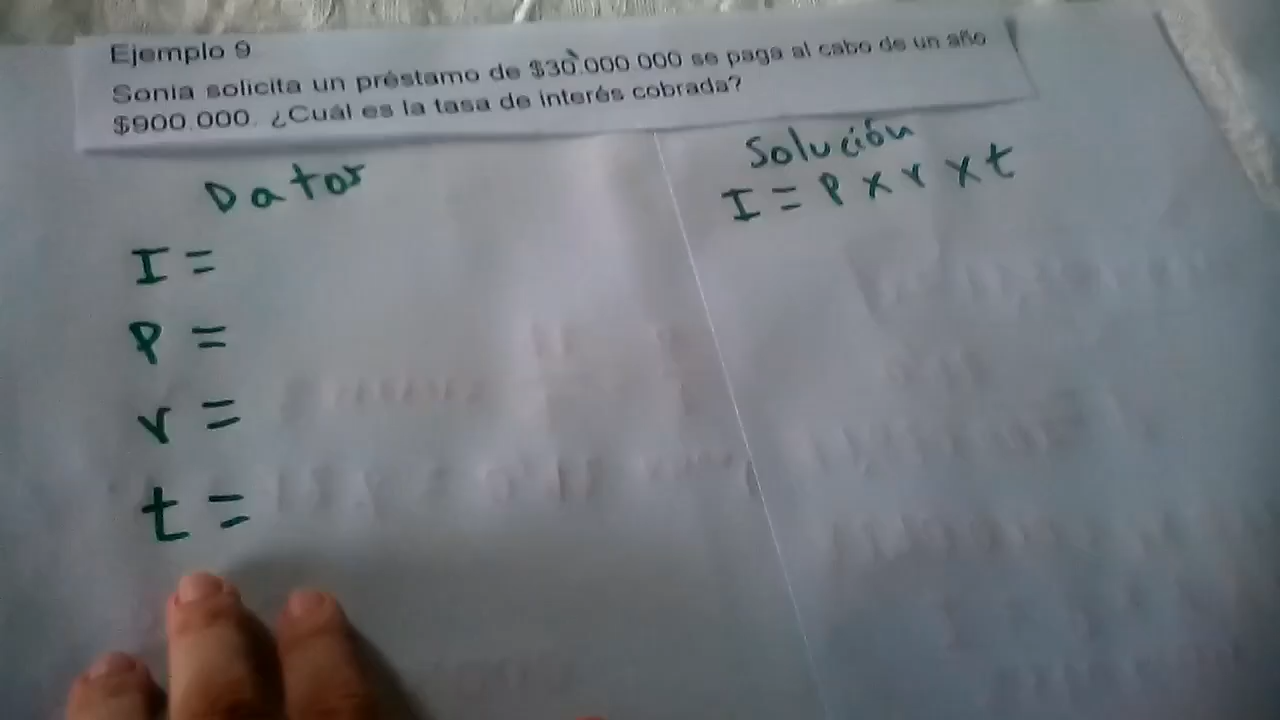 Ejemplo 9
Sonia solicita un préstamo de $30.000.000 se paga al cabo de un año
$900.000. ¿Cuál es la tasa de interés cobrada?
Datos
Solución
I = P x r x t
I =
P =
r =
t =